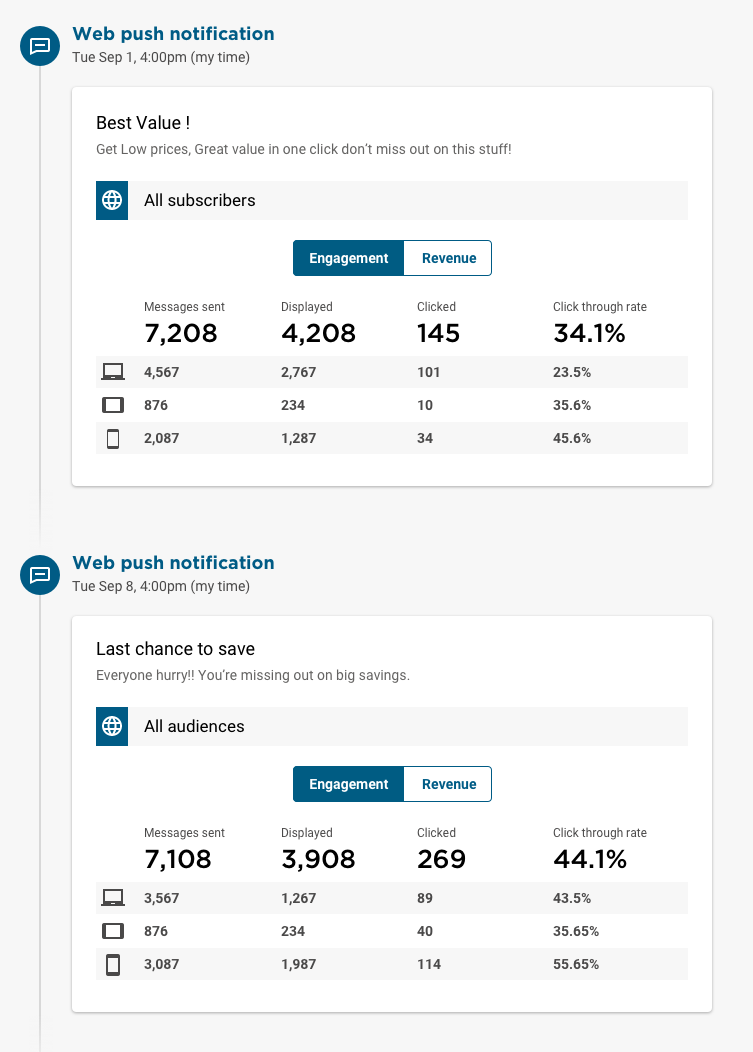 Web push notification
Tue Sep 1, 4:00pm (my time)
Best Value !
Get Low prices, Great value in one click don't miss out on this stuff!
All subscribers
Engagement Revenue
Messages sent Displayed Clicked Click through rate
7,208 4,208 145 34.1%
4,567 2,767 101 23.5%
876 234 10 35.6%
2,087 1,287 34 45.6%
Web push notification
Tue Sep 8, 4:00pm (my time)
Last chance to save
Everyone hurry!! You're missing out on big savings.
All audiences
Engagement Revenue
Messages sent Displayed Clicked Click through rate
7,108 3,908 269 44.1%
3,567 1,267 89 43.5%
876 234 40 35.65%
3,087 1,987 114 55.65%